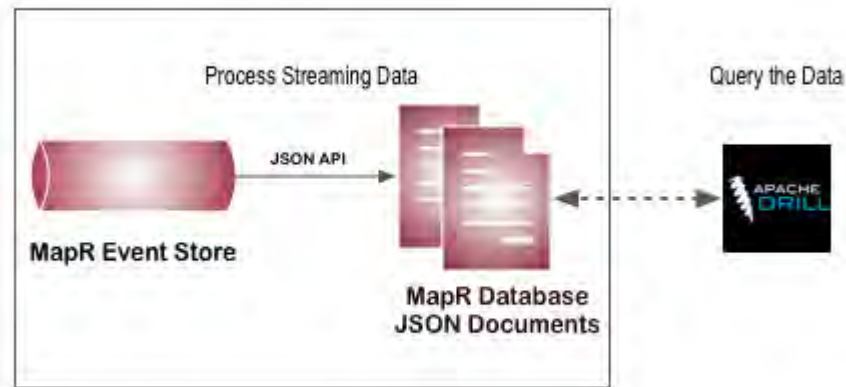 Process Streaming Data
Query the Data
JSON API
APACHE
DRILL
MapR Event Store
MapR Database
JSON Documents